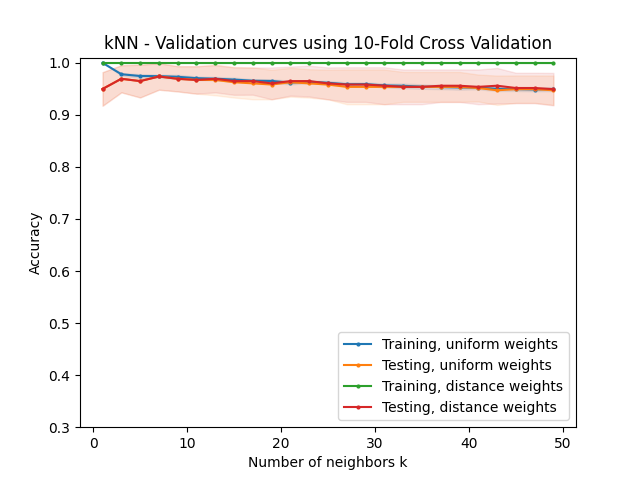 kNN - Validation curves using 10-Fold Cross Validation
1.0
0.9
0.8
0.7
0.6
0.5
0.4
0.3
Accuracy
Training, uniform weights
Testing, uniform weights
Training, distance weights
Testing, distance weights
0 10 20 30 40 50
Number of neighbors k